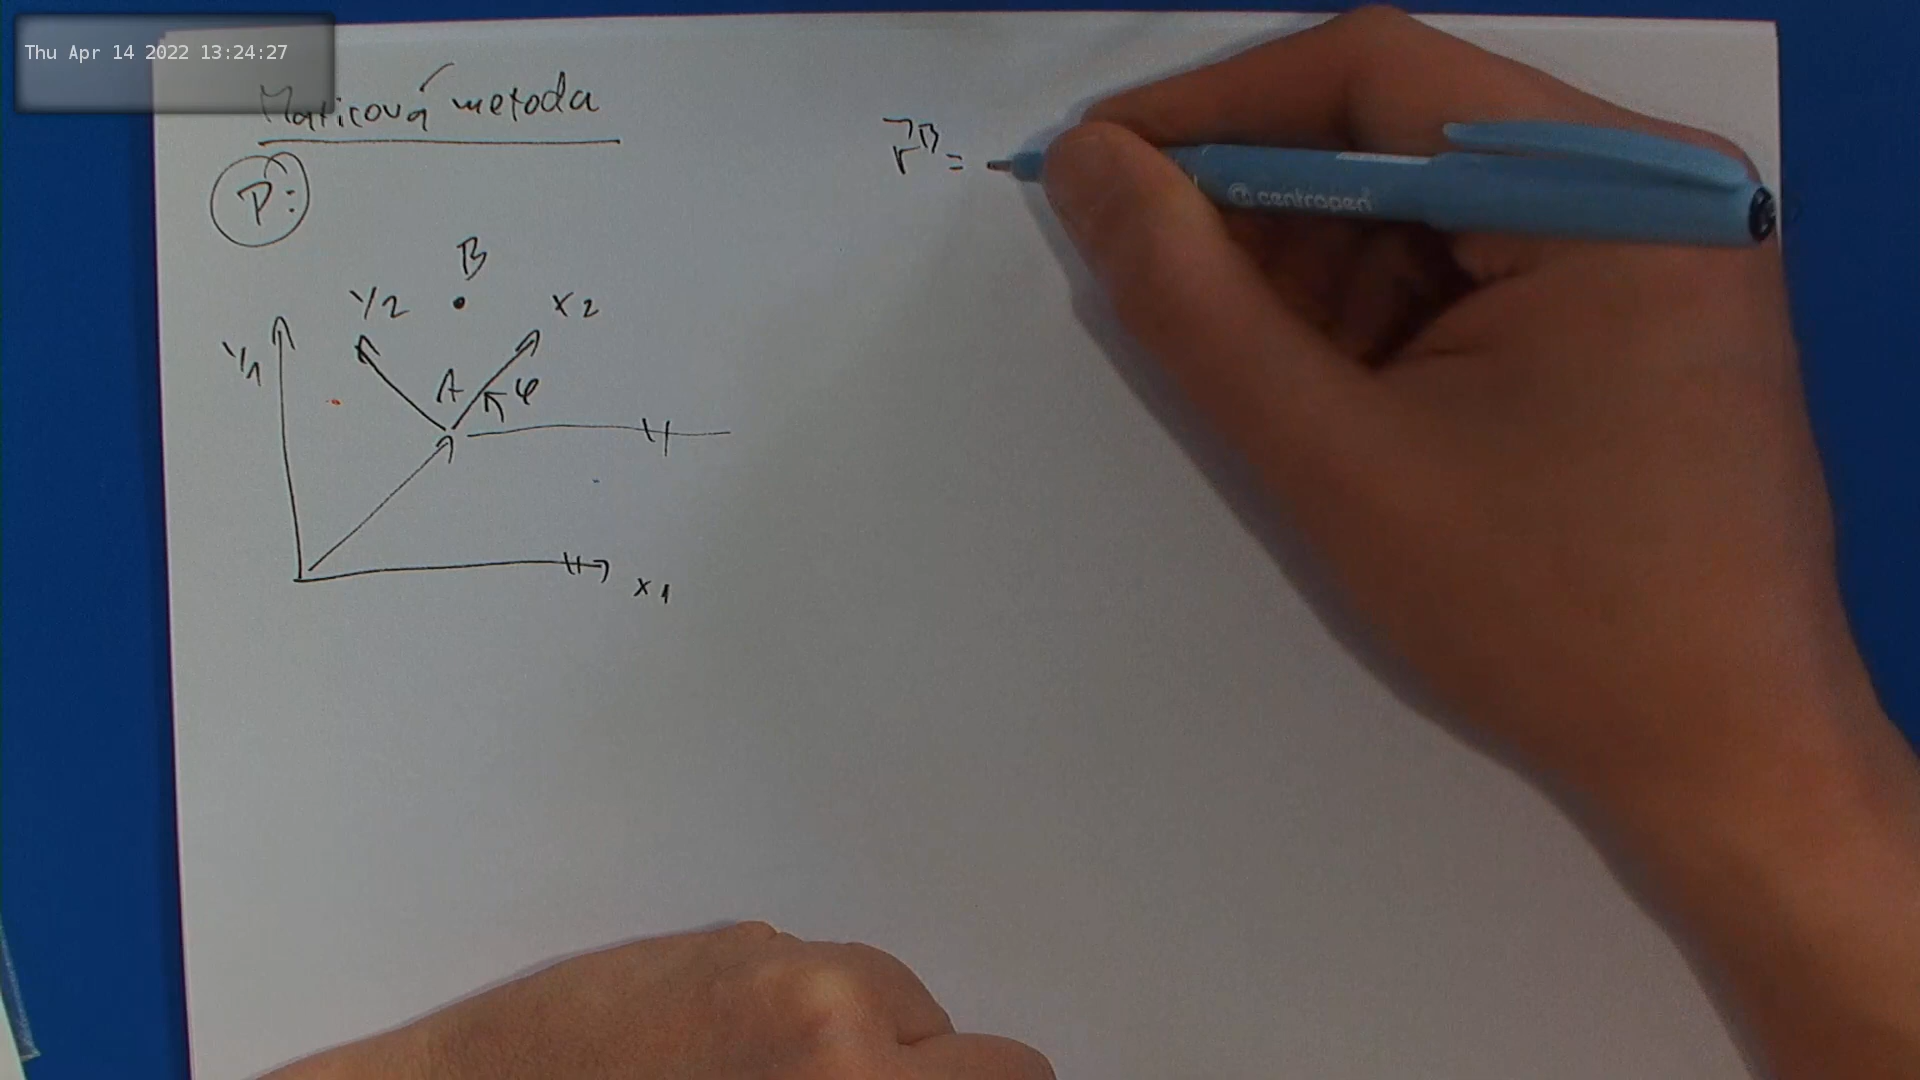 Thu Apr 14 2022 13:24:27
Maticová metoda
P:
B
y2
x2
y1
A
φ
x1
r B =
centropen